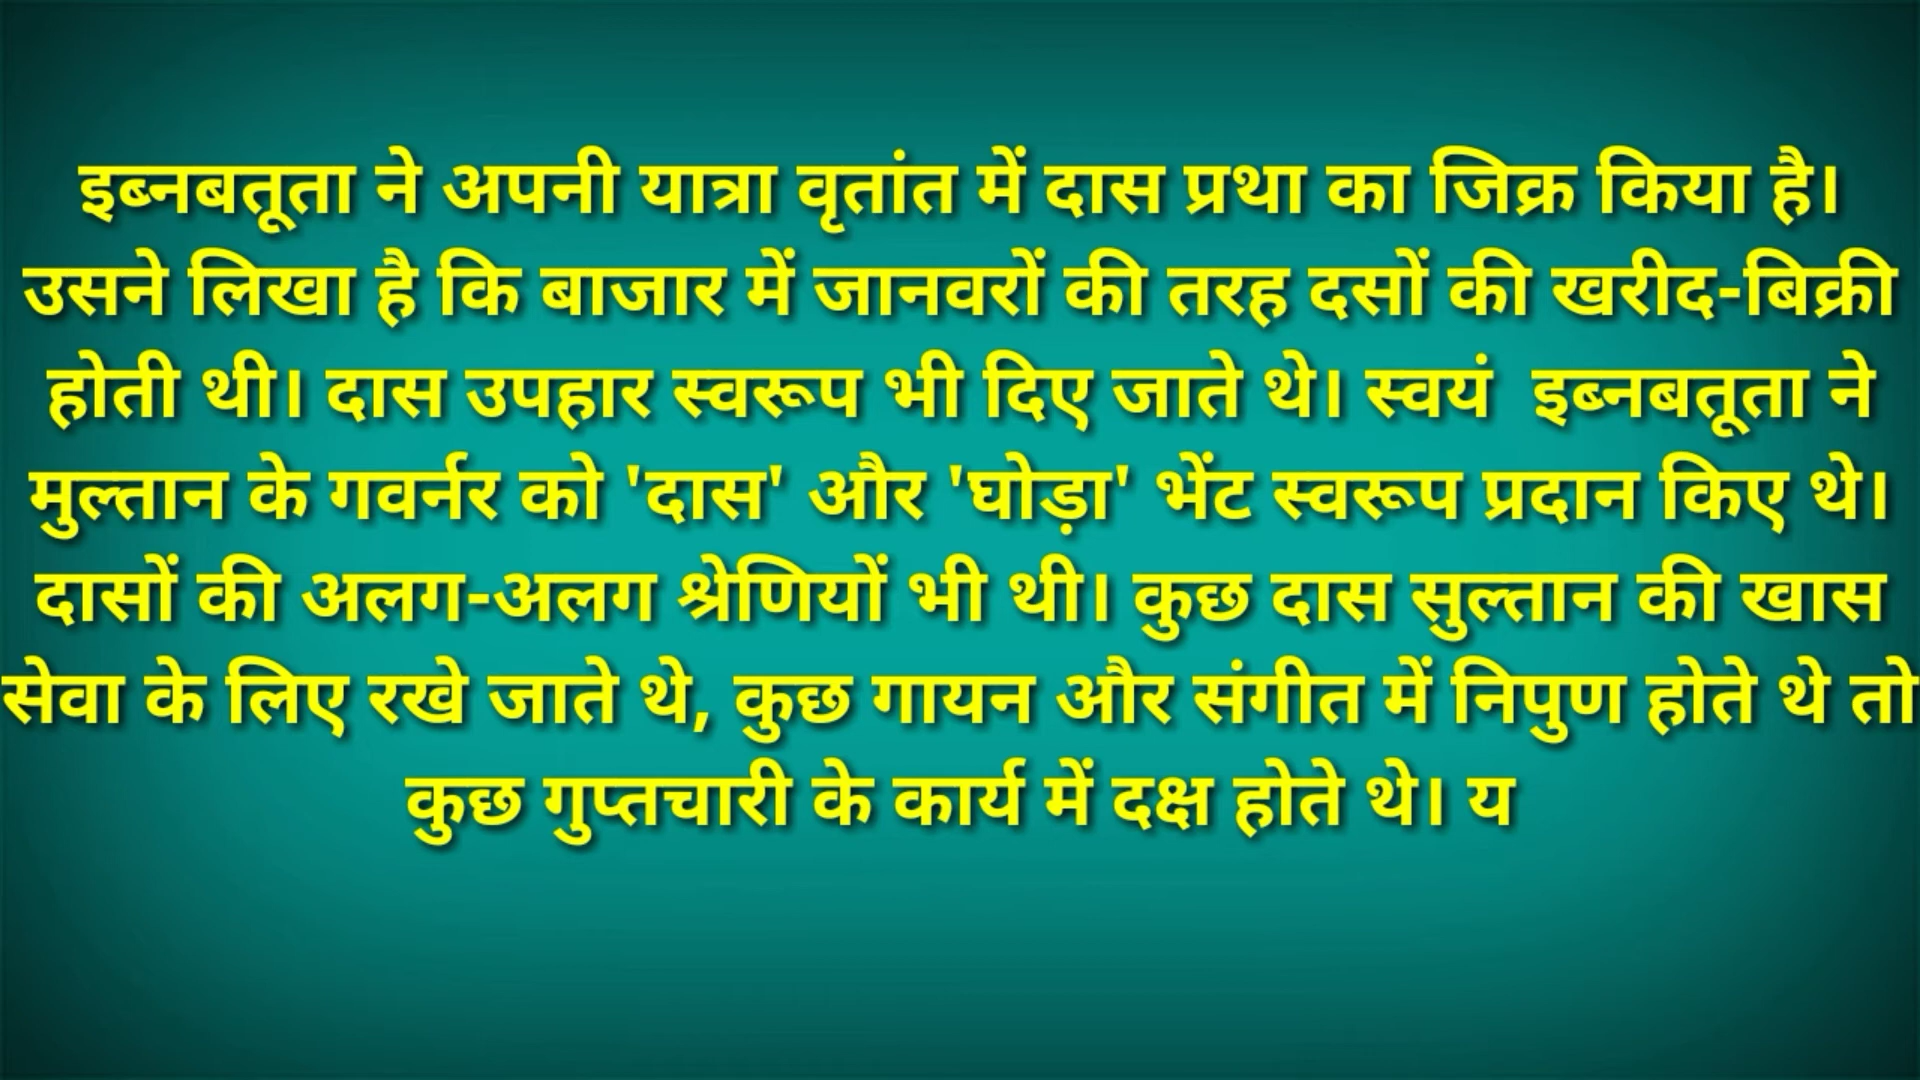 इब्नबतूता ने अपनी यात्रा वृतांत में दास प्रथा का जिक्र किया है।
उसने लिखा है कि बाजार में जानवरों की तरह दसों की खरीद-बिक्री
होती थी। दास उपहार स्वरूप भी दिए जाते थे। स्वयं  इब्नबतूता ने
मुल्तान के गवर्नर को 'दास' और 'घोड़ा' भेंट स्वरूप प्रदान किए थे।
दासों की अलग-अलग श्रेणियों भी थी। कुछ दास सुल्तान की खास
सेवा के लिए रखे जाते थे, कुछ गायन और संगीत में निपुण होते थे तो
कुछ गुप्तचारी के कार्य में दक्ष होते थे। य